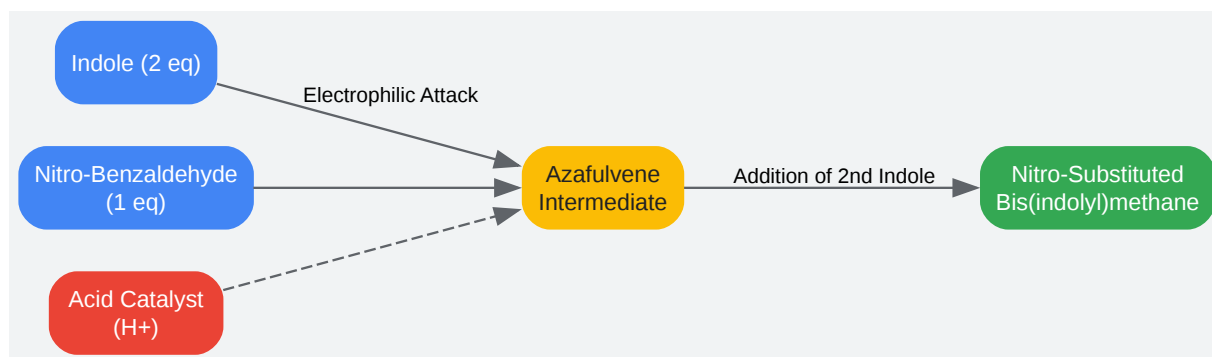 Indole (2 eq)
Electrophilic Attack
Nitro-Benzaldehyde
(1 eq)
Azafulvene
Intermediate
Addition of 2nd Indole
Nitro-Substituted
Bis(indolyl)methane
Acid Catalyst
(H+)